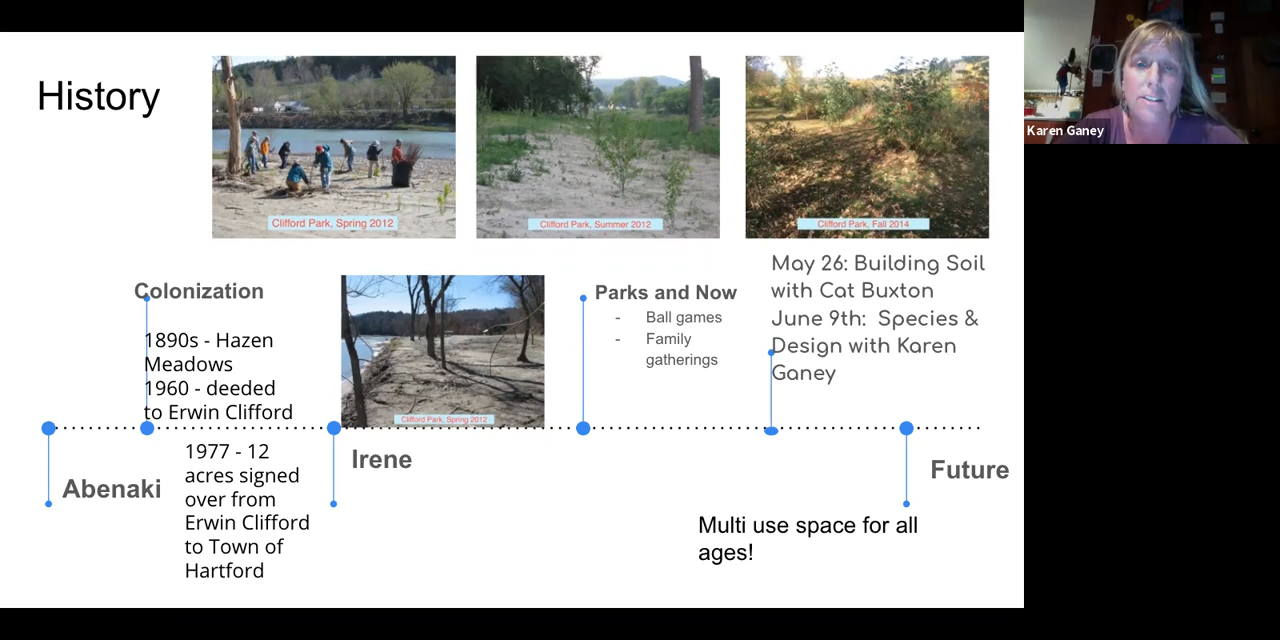 History
Clifford Park, Spring 2012
Clifford Park, Summer 2012
Clifford Park, Fall 2014
Karen Ganey
Colonization
1890s - Hazen
Meadows
1960 - deeded
to Erwin Clifford
Clifford Park, Spring 2012
Parks and Now
- Ball games
- Family
gatherings
May 26: Building Soil
with Cat Buxton
June 9th: Species &
Design with Karen
Ganey
Abenaki
1977 - 12
acres signed
over from
Erwin Clifford
to Town of
Hartford
Irene
Future
Multi use space for all
ages!